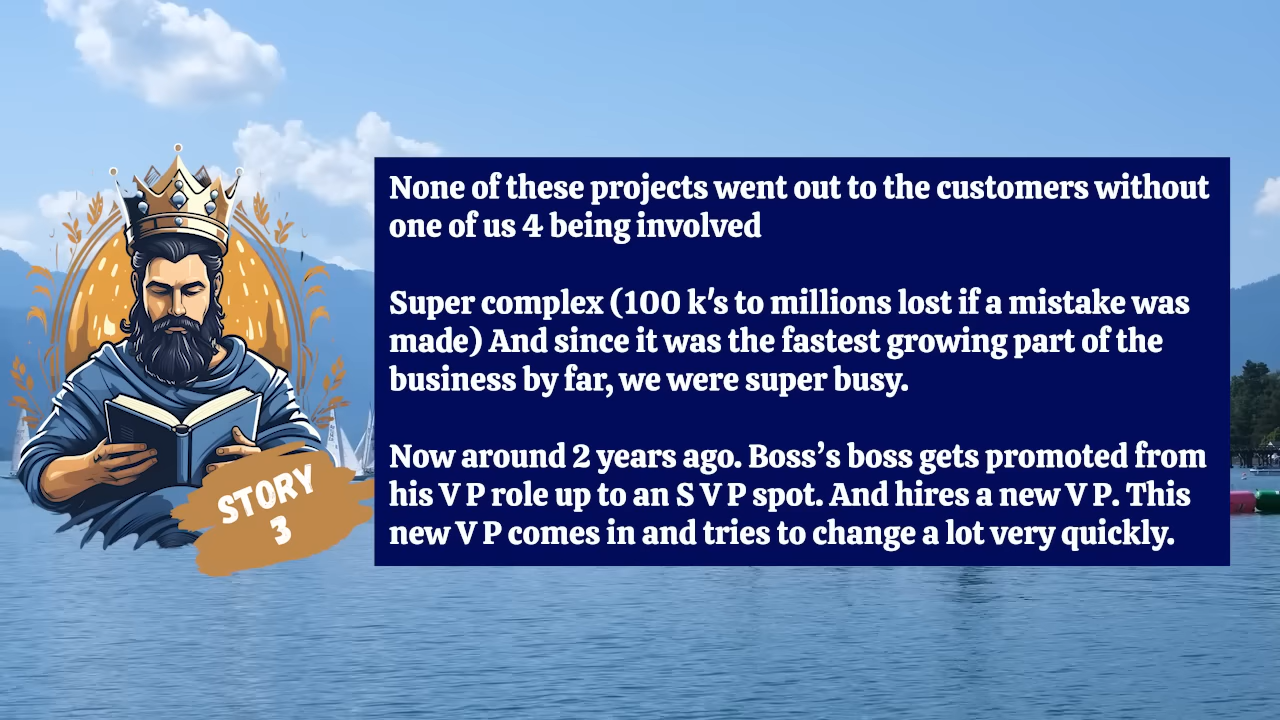 None of these projects went out to the customers without
one of us 4 being involved
Super complex (100 k's to millions lost if a mistake was
made) And since it was the fastest growing part of the
business by far, we were super busy.
Now around 2 years ago. Boss’s boss gets promoted from
his V P role up to an S V P spot. And hires a new V P. This
new V P comes in and tries to change a lot very quickly.
STORY
3